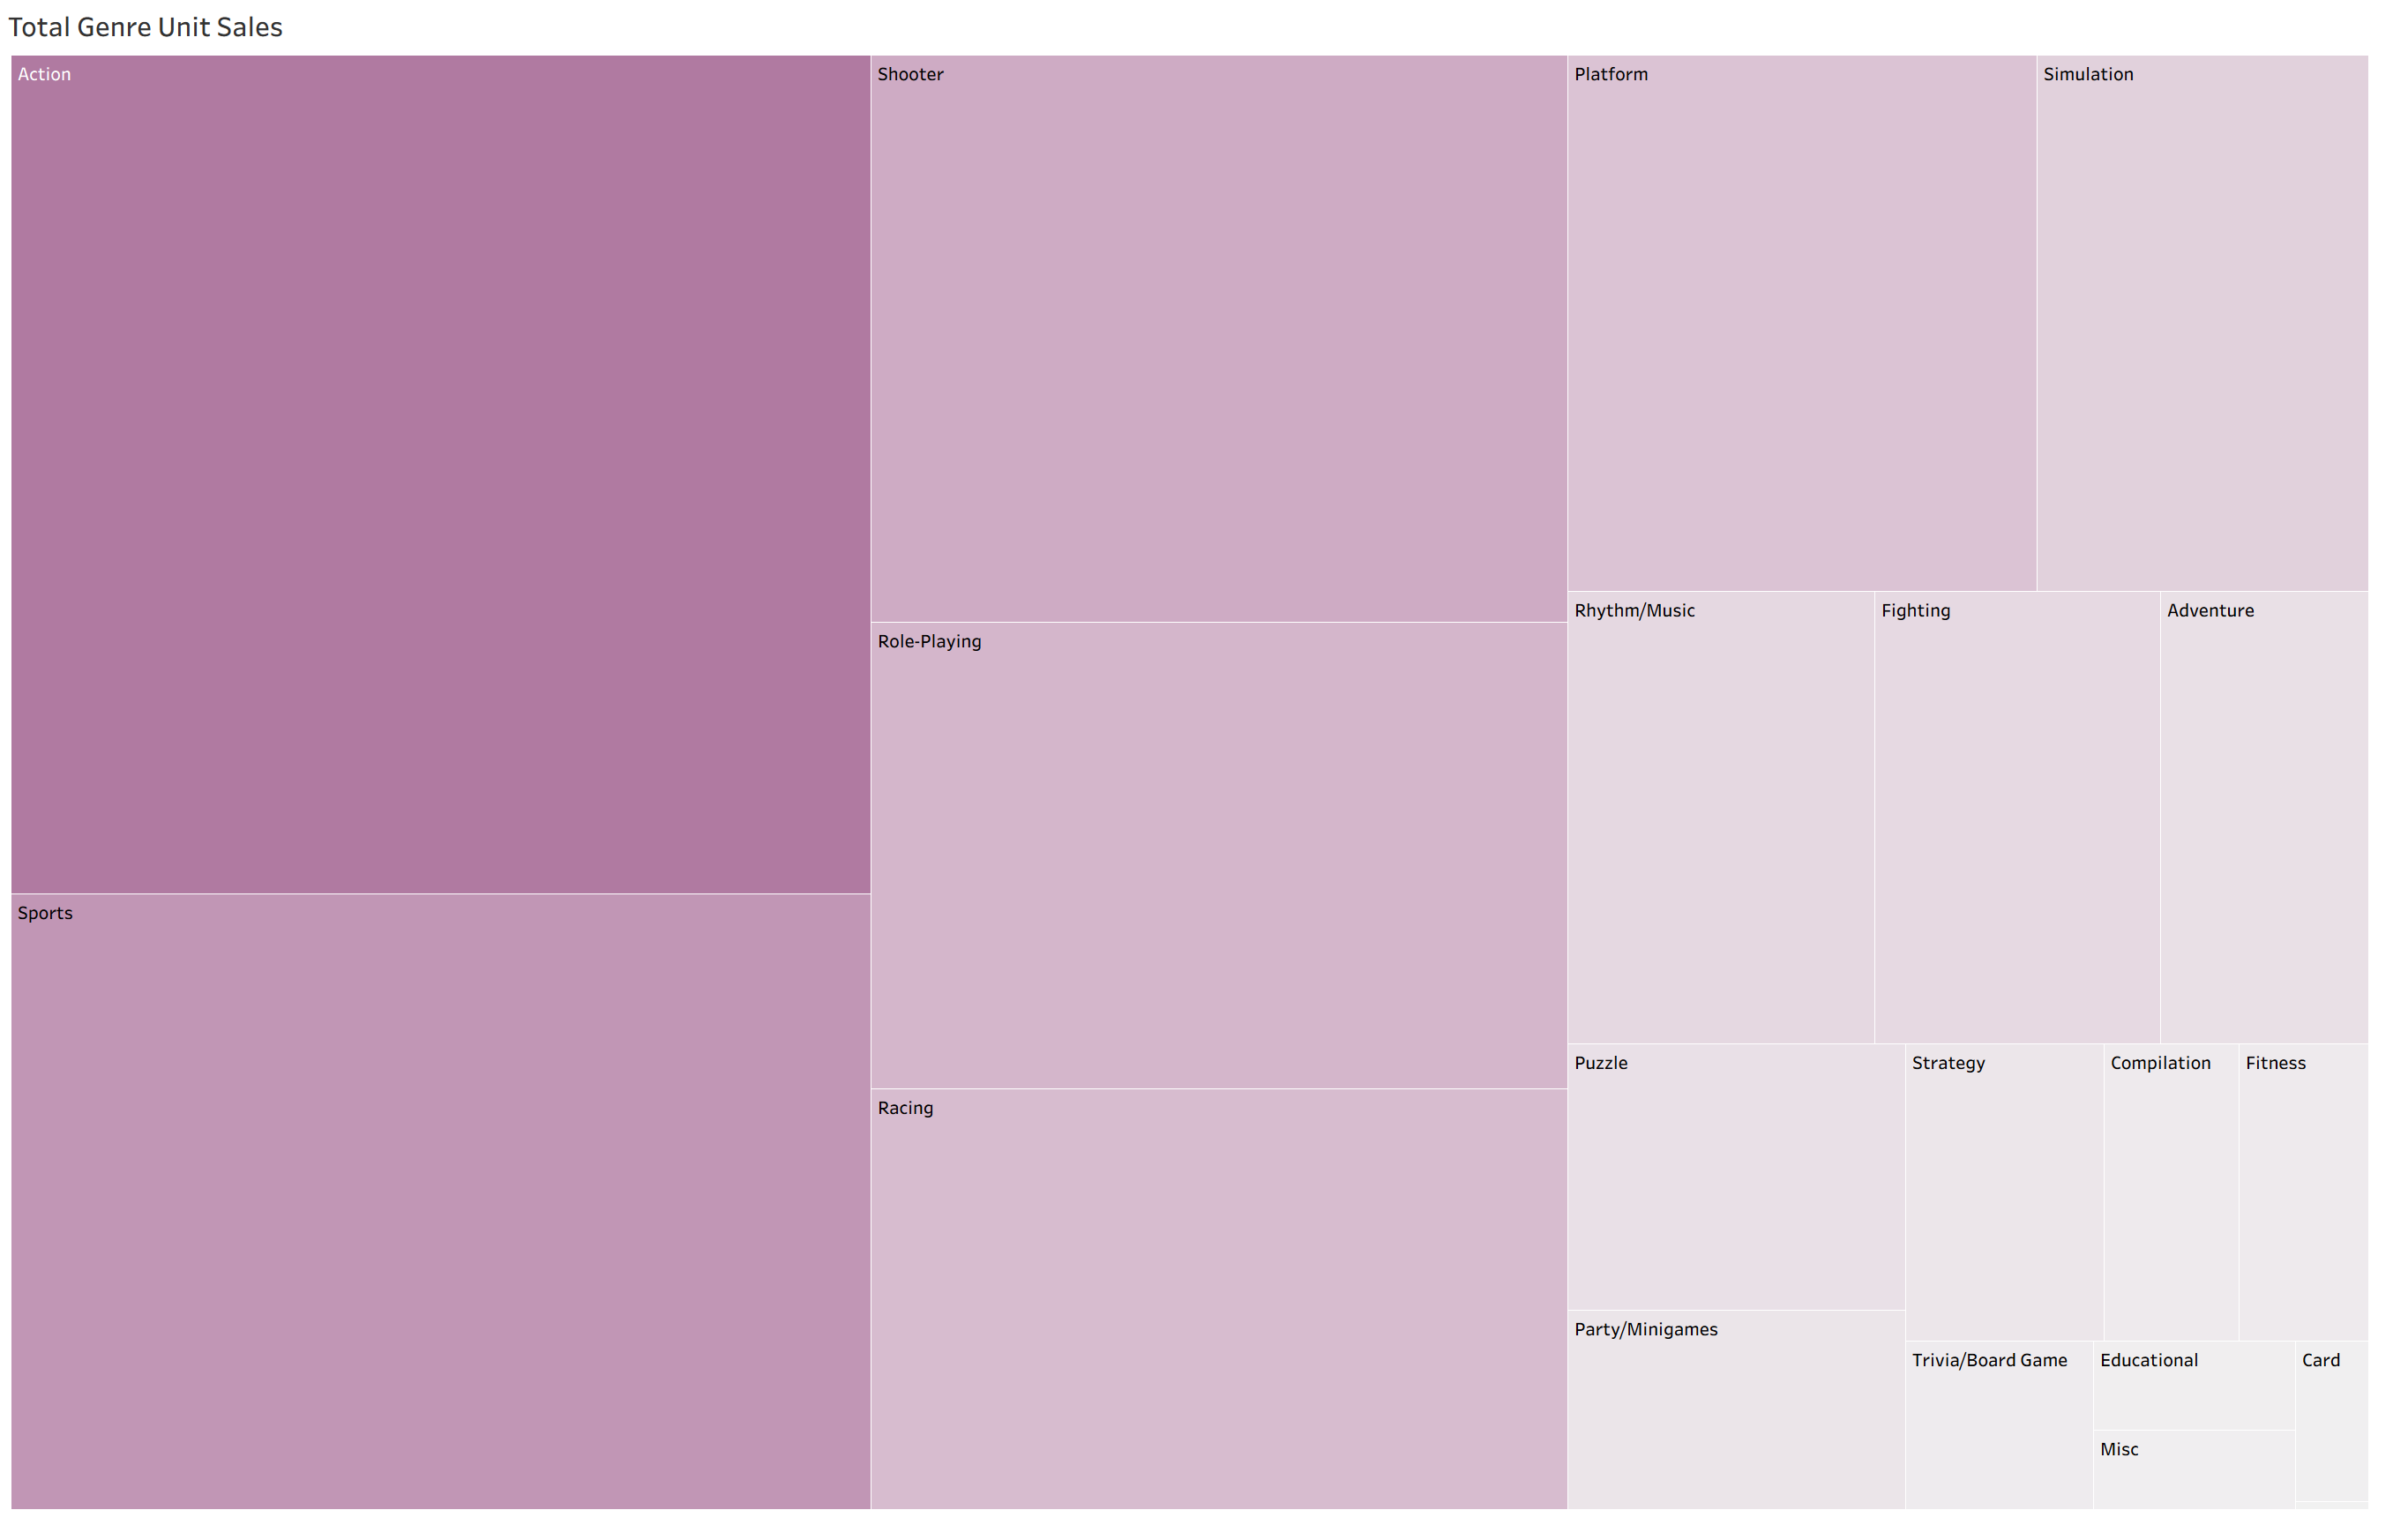 Total Genre Unit Sales
Action
Shooter
Platform
Simulation
Rhythm/Music
Fighting
Adventure
Role-Playing
Sports
Puzzle
Strategy
Compilation
Fitness
Racing
Party/Minigames
Trivia/Board Game
Educational
Card
Misc